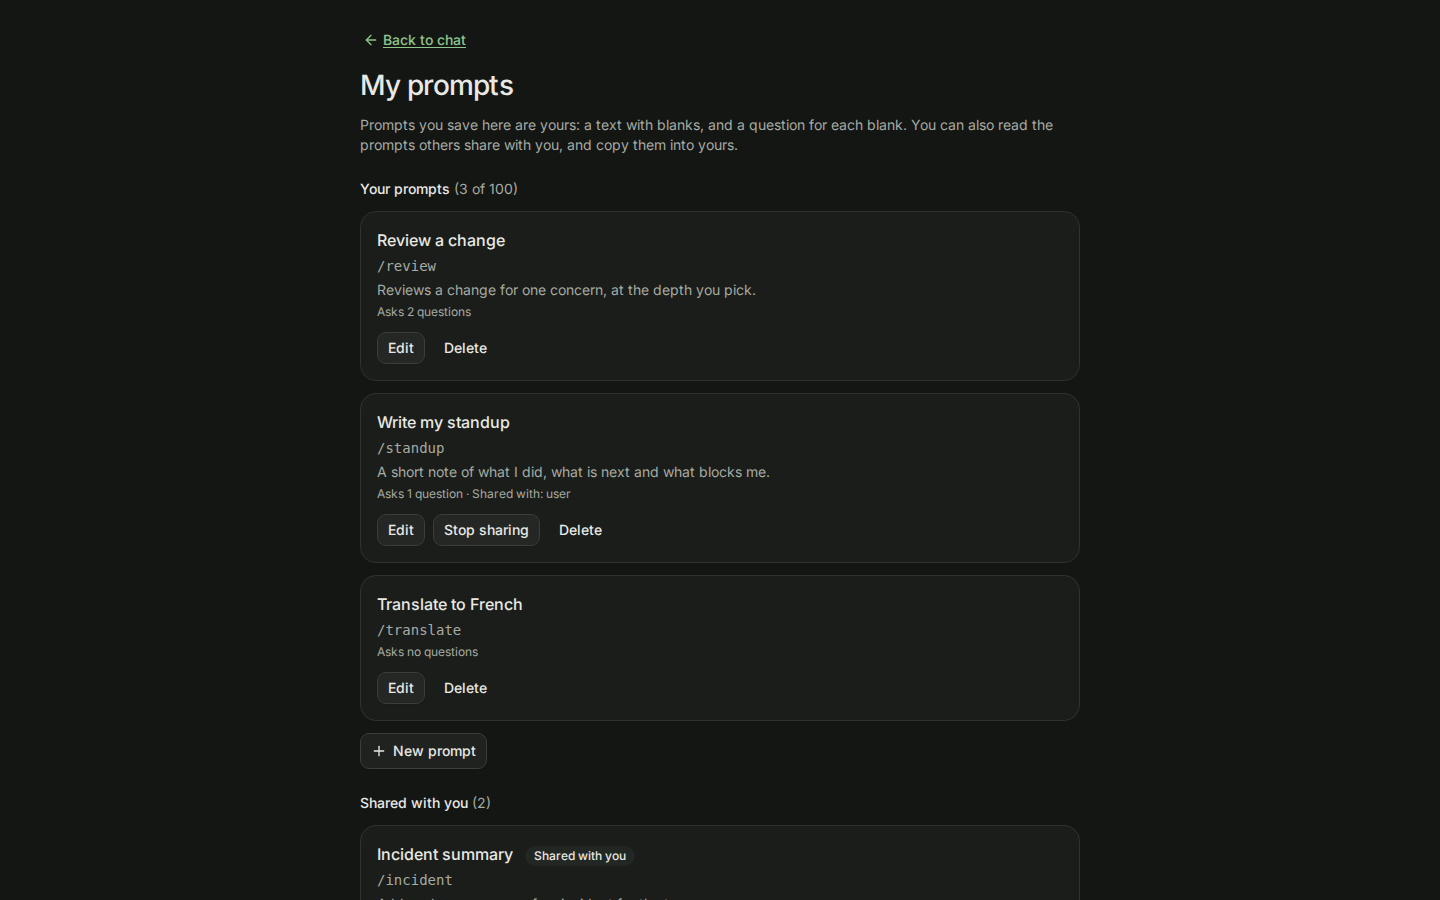 Back to chat
My prompts
Prompts you save here are yours: a text with blanks, and a question for each blank. You can also read the
prompts others share with you, and copy them into yours.
Your prompts (3 of 100)
Review a change
/review
Reviews a change for one concern, at the depth you pick.
Asks 2 questions
Edit Delete
Write my standup
/standup
A short note of what I did, what is next and what blocks me.
Asks 1 question · Shared with: user
Edit Stop sharing Delete
Translate to French
/translate
Asks no questions
Edit Delete
New prompt
Shared with you (2)
Incident summary Shared with you
/incident